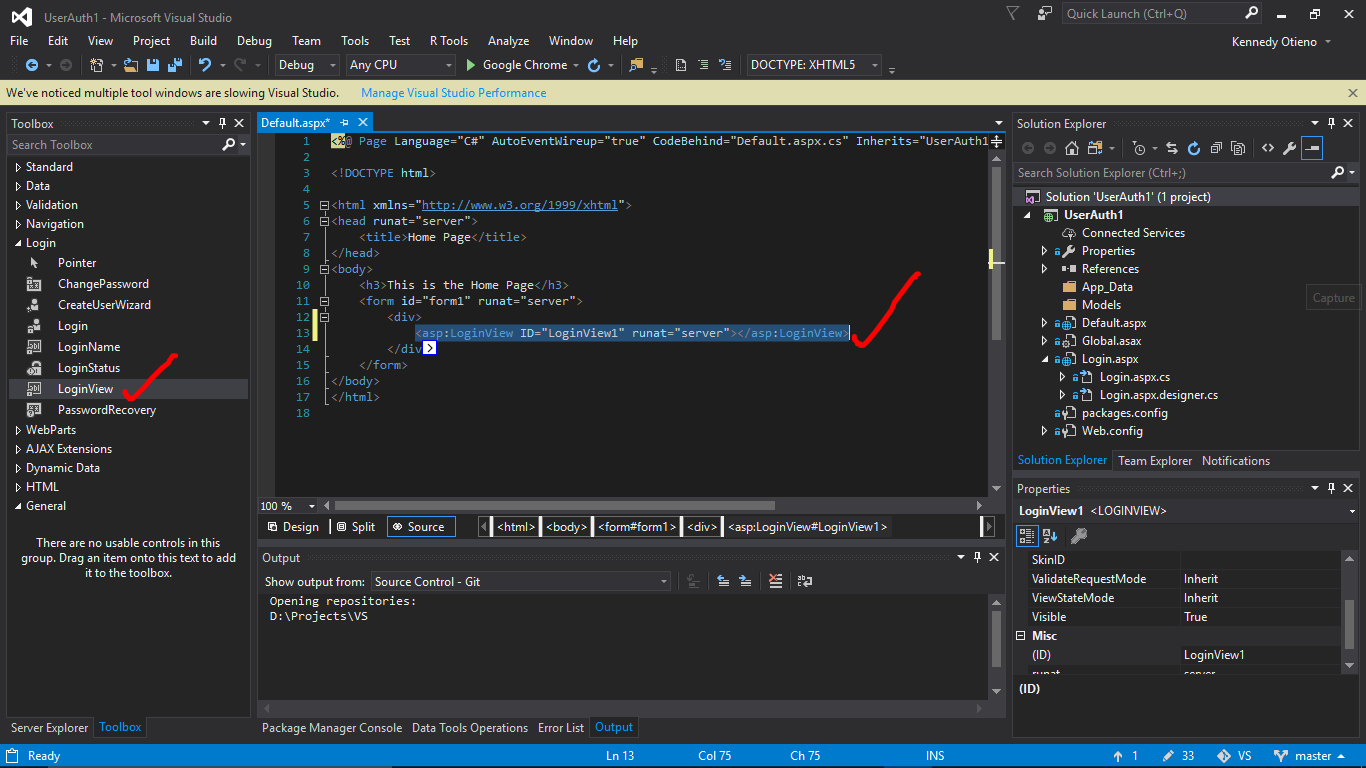 UserAuth1 - Microsoft Visual Studio
Quick Launch (Ctrl+Q)
File Edit View Project Build Debug Team Tools Test R Tools Analyze Window Help
Kennedy Otieno
Debug Any CPU Google Chrome DOCTYPE: XHTML5
We've noticed multiple tool windows are slowing Visual Studio. Manage Visual Studio Performance
Toolbox
Search Toolbox
Standard
Data
Validation
Navigation
Login
Pointer
ChangePassword
CreateUserWizard
Login
LoginName
LoginStatus
LoginView
PasswordRecovery
WebParts
AJAX Extensions
Dynamic Data
HTML
General
There are no usable controls in this
group. Drag an item onto this text to add
it to the toolbox.
Server Explorer Toolbox
Default.aspx*
1 <%@ Page Language="C#" AutoEventWireup="true" CodeBehind="Default.aspx.cs" Inherits="UserAuth1
2
3 <!DOCTYPE html>
4
5 <html xmlns="http://www.w3.org/1999/xhtml">
6 <head runat="server">
7 <title>Home Page</title>
8 </head>
9 <body>
10 <h3>This is the Home Page</h3>
11 <form id="form1" runat="server">
12 <div>
13 <asp:LoginView ID="LoginView1" runat="server"></asp:LoginView>
14 </div
15 </form>
16 </body>
17 </html>
18
100 %
Design Split Source <html> <body> <form#form1> <div> <asp:LoginView#LoginView1>
Output
Show output from: Source Control - Git
Opening repositories:
D:\Projects\VS
Package Manager Console Data Tools Operations Error List Output
Solution Explorer
Search Solution Explorer (Ctrl+;)
Solution 'UserAuth1' (1 project)
UserAuth1
Connected Services
Properties
References
App_Data
Models
Default.aspx
Global.asax
Login.aspx
Login.aspx.cs
Login.aspx.designer.cs
packages.config
Web.config
Capture
Solution Explorer Team Explorer Notifications
Properties
LoginView1 <LOGINVIEW>
SkinID
ValidateRequestMode Inherit
ViewStateMode Inherit
Visible True
Misc
(ID) LoginView1
runat server
(ID)
Ready Ln 13 Col 75 Ch 75 INS 1 33 VS master